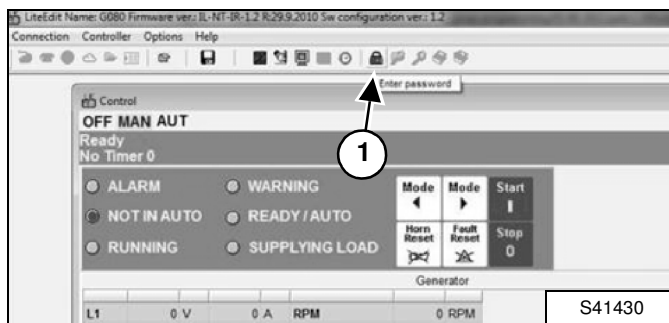 LiteEdit Name: G080 Firmware ver.: IL-NT-IR-1.2 R:29.9.2010 Sw configuration ver.: 1.2
Connection Controller Options Help
Enter password
Control
OFF MAN AUT
Ready
No Timer 0
1
ALARM WARNING Mode Mode Start
NOT IN AUTO READY / AUTO Horn Reset Fault Reset Stop
RUNNING SUPPLYING LOAD
Generator
L1 0 V 0 A RPM 0 RPM
S41430